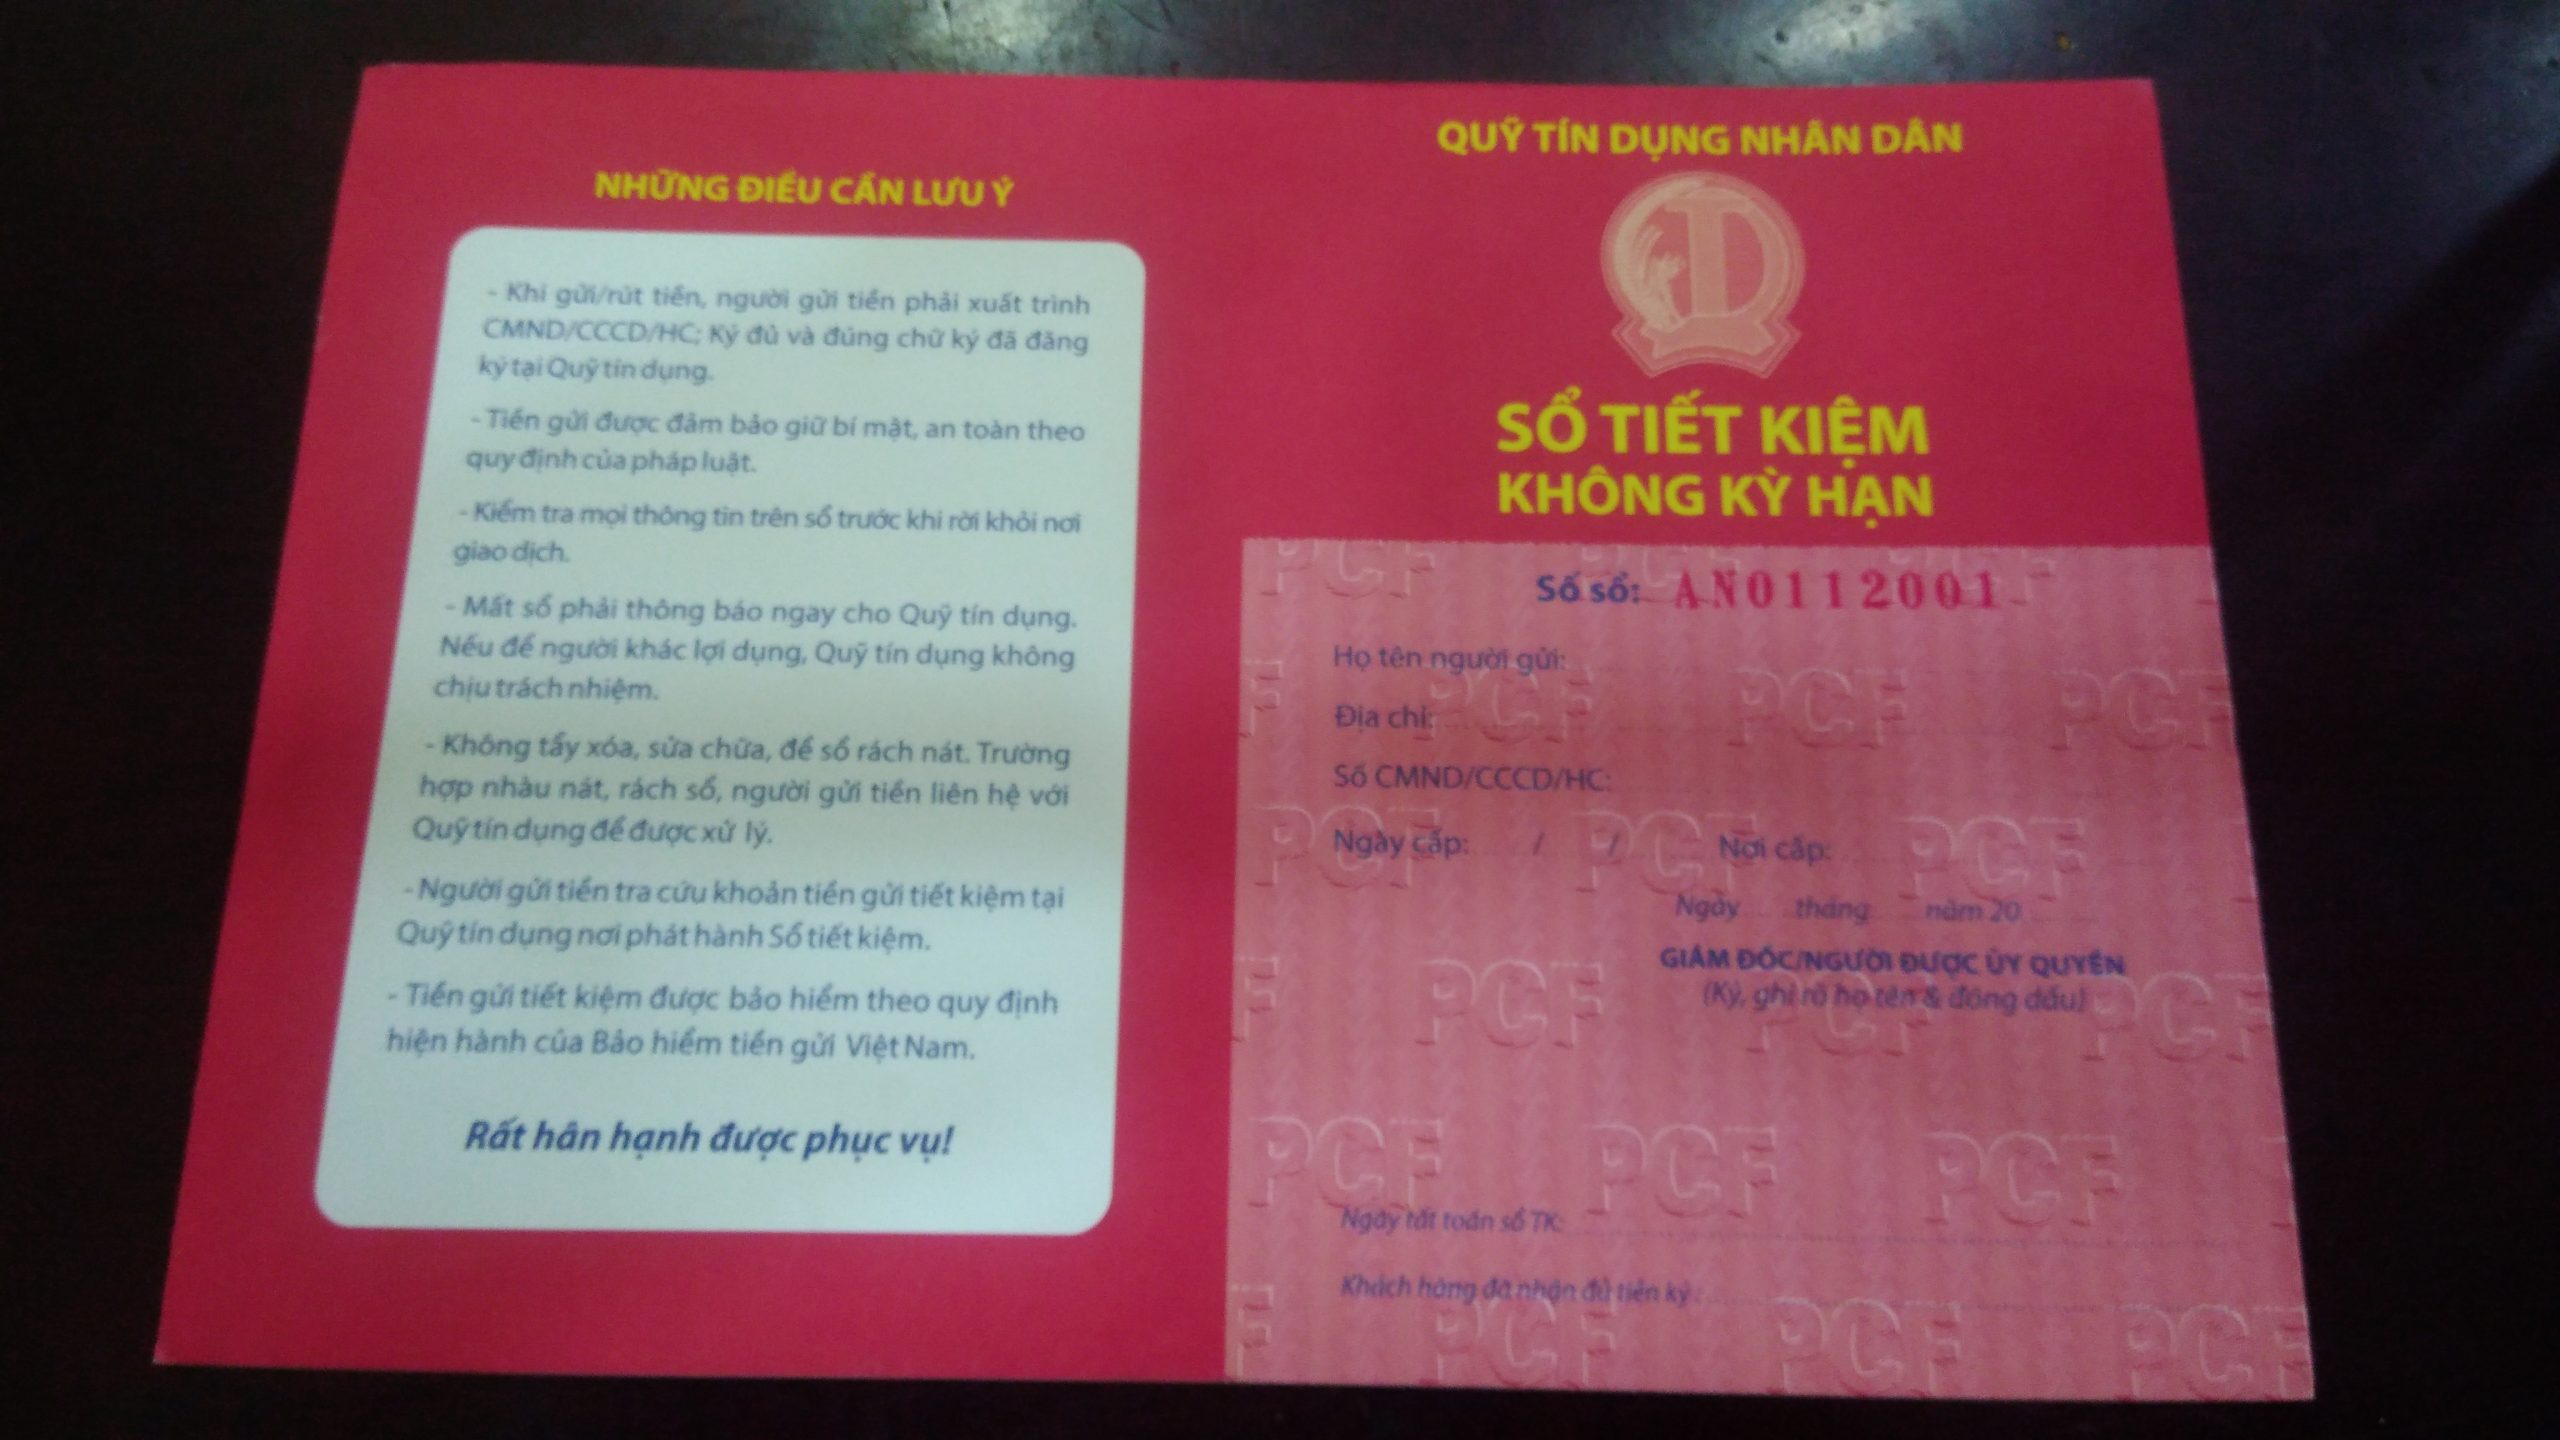 NHỮNG ĐIỀU CẦN LƯU Ý
- Khi gửi/rút tiền, người gửi tiền phải xuất trình
CMND/CCCD/HC; Ký đủ và đúng chữ ký đã đăng
ký tại Quỹ tín dụng.
- Tiền gửi được đảm bảo giữ bí mật, an toàn theo
quy định của pháp luật.
- Kiểm tra mọi thông tin trên sổ trước khi rời khỏi nơi
giao dịch.
- Mất sổ phải thông báo ngay cho Quỹ tín dụng.
Nếu để người khác lợi dụng, Quỹ tín dụng không
chịu trách nhiệm.
- Không tẩy xóa, sửa chữa, để sổ rách nát. Trường
hợp nhàu nát, rách sổ, người gửi tiền liên hệ với
Quỹ tín dụng để được xử lý.
- Người gửi tiền tra cứu khoản tiền gửi tiết kiệm tại
Quỹ tín dụng nơi phát hành Sổ tiết kiệm.
- Tiền gửi tiết kiệm được bảo hiểm theo quy định
hiện hành của Bảo hiểm tiền gửi Việt Nam.
Rất hân hạnh được phục vụ!
QUỸ TÍN DỤNG NHÂN DÂN
SỔ TIẾT KIỆM
KHÔNG KỲ HẠN
Số sổ: AN0112001
Họ tên người gửi:
Địa chỉ:
Số CMND/CCCD/HC:
Ngày cấp: / / Nơi cấp:
Ngày tháng năm 20
GIÁM ĐỐC/NGƯỜI ĐƯỢC ỦY QUYỀN
(Ký, ghi rõ họ tên & đóng dấu)
Ngày tất toán sổ TK:
Khách hàng đã nhận đủ tiền ký: